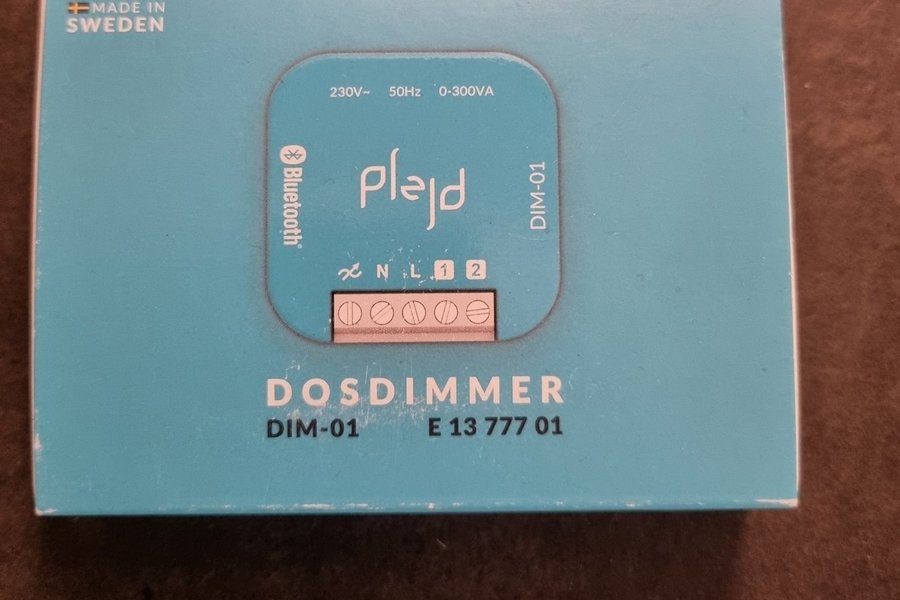 MADE IN
SWEDEN
230V~ 50Hz 0-300VA
Bluetooth®
plejd
DIM-01
N L 1 2
DOSDIMMER
DIM-01 E 13 777 01